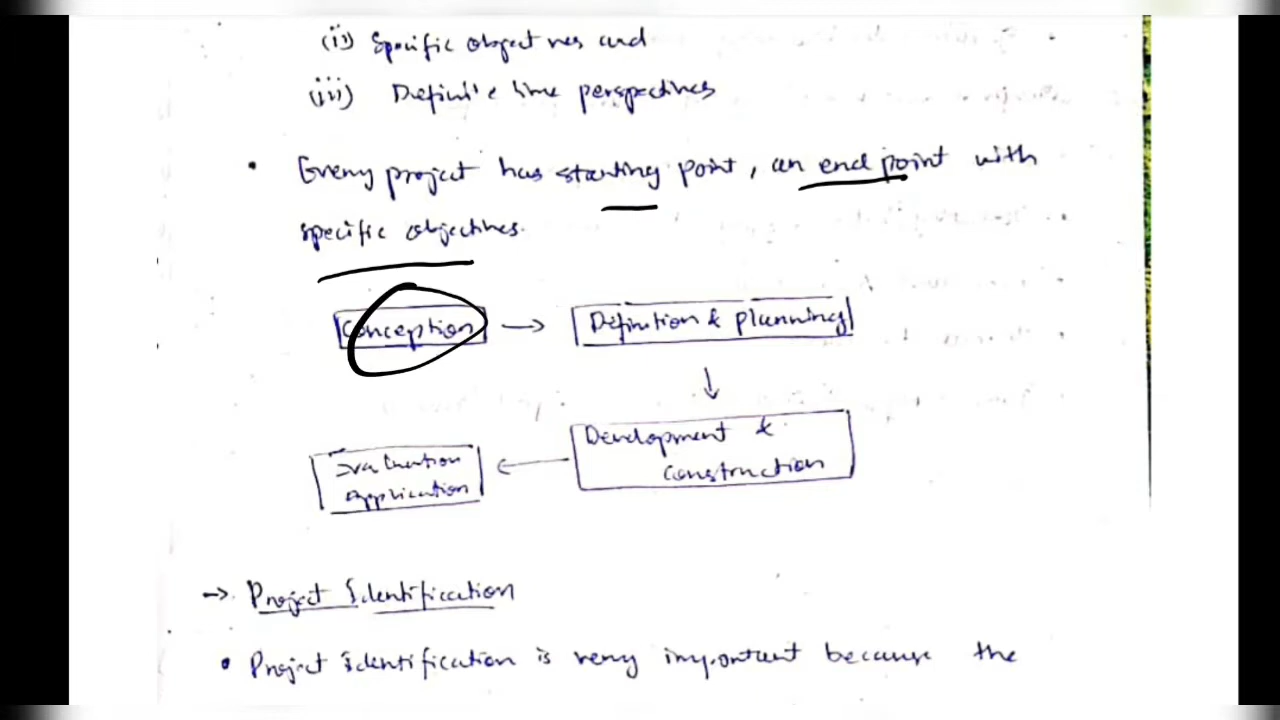 (ii) Specific objectives and
(iii) Definite time perspectives
• Every project has starting point, an end point with
specific objectives.
Conception → Definition & planning
↓
Development &
construction
←
Evaluation
Application
→ Project Identification
• Project identification is very important because the